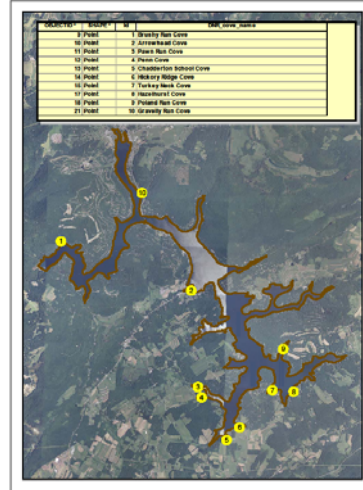 OBJECTID * SHAPE * Id DNR_cove_name
9 Point 1 Brushy Run Cove
10 Point 2 Arrowhead Cove
11 Point 3 Pawn Run Cove
12 Point 4 Penn Cove
13 Point 5 Chadderton School Cove
14 Point 6 Hickory Ridge Cove
15 Point 7 Turkey Neck Cove
17 Point 8 Hazelhurst Cove
18 Point 9 Poland Run Cove
21 Point 10 Gravelly Run Cove
10
1
2
9
3
4
7
8
6
5